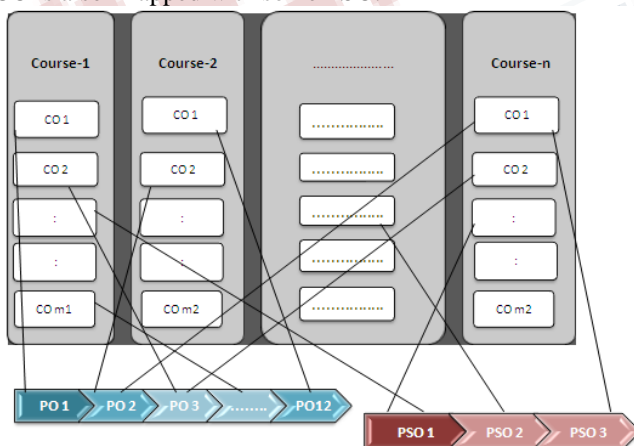 Course-1
CO 1
CO 2
:
:
CO m1
Course-2
CO 1
CO 2
:
:
CO m2
.....................
................
................
................
................
................
Course-n
CO 1
CO 2
:
:
CO m2
PO 1
PO 2
PO 3
........
PO12
PSO 1
PSO 2
PSO 3